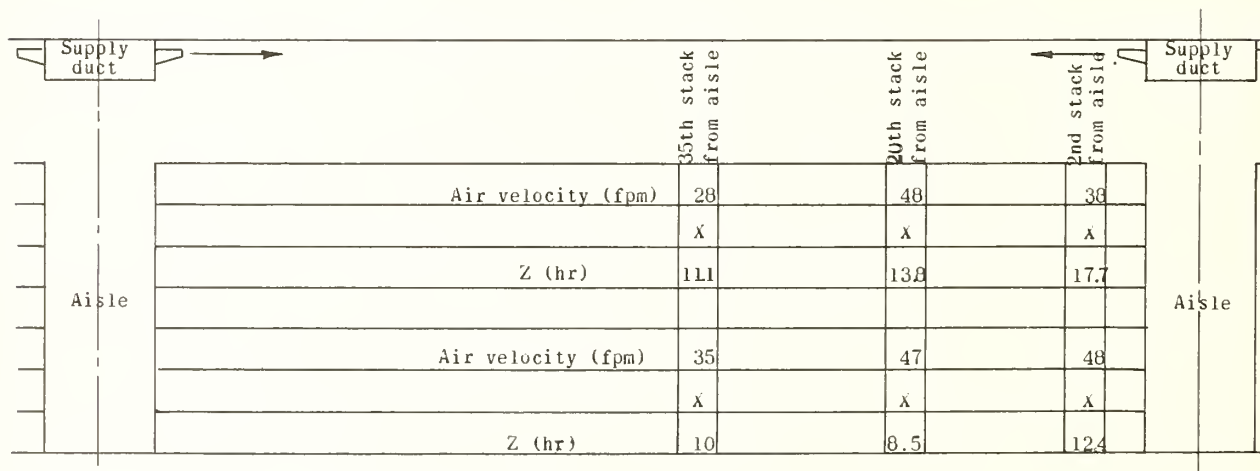 Supply duct
Supply duct
35th stack from aisle
20th stack from aisle
2nd stack from aisle
Air velocity (fpm) 28 48 38
X X X
Z (hr) 11.1 13.8 17.7
Aisle
Aisle
Air velocity (fpm) 35 47 48
X X X
Z (hr) 10 8.5 12.4